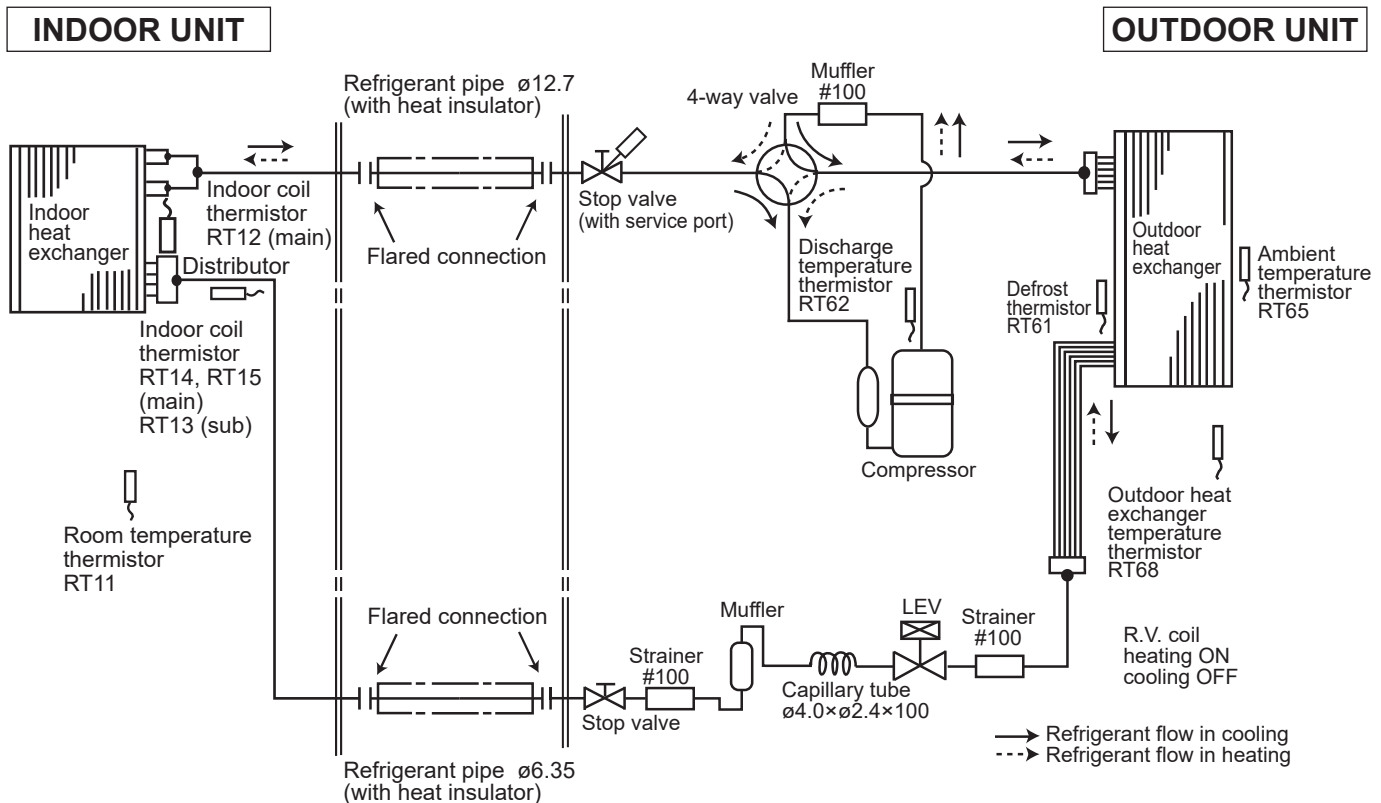 INDOOR UNIT
OUTDOOR UNIT
Refrigerant pipe ø12.7
(with heat insulator)
4-way valve
Muffler
#100
Indoor
heat
exchanger
Indoor coil
thermistor
RT12 (main)
Distributor
Flared connection
Stop valve
(with service port)
Discharge
temperature
thermistor
RT62
Outdoor
heat
exchanger
Ambient
temperature
thermistor
RT65
Defrost
thermistor
RT61
Indoor coil
thermistor
RT14, RT15
(main)
RT13 (sub)
Compressor
Room temperature
thermistor
RT11
Outdoor heat
exchanger
temperature
thermistor
RT68
Flared connection
Stop valve
Strainer
#100
Muffler
Capillary tube
ø4.0×ø2.4×100
LEV
Strainer
#100
R.V. coil
heating ON
cooling OFF
Refrigerant flow in cooling
Refrigerant flow in heating
Refrigerant pipe ø6.35
(with heat insulator)